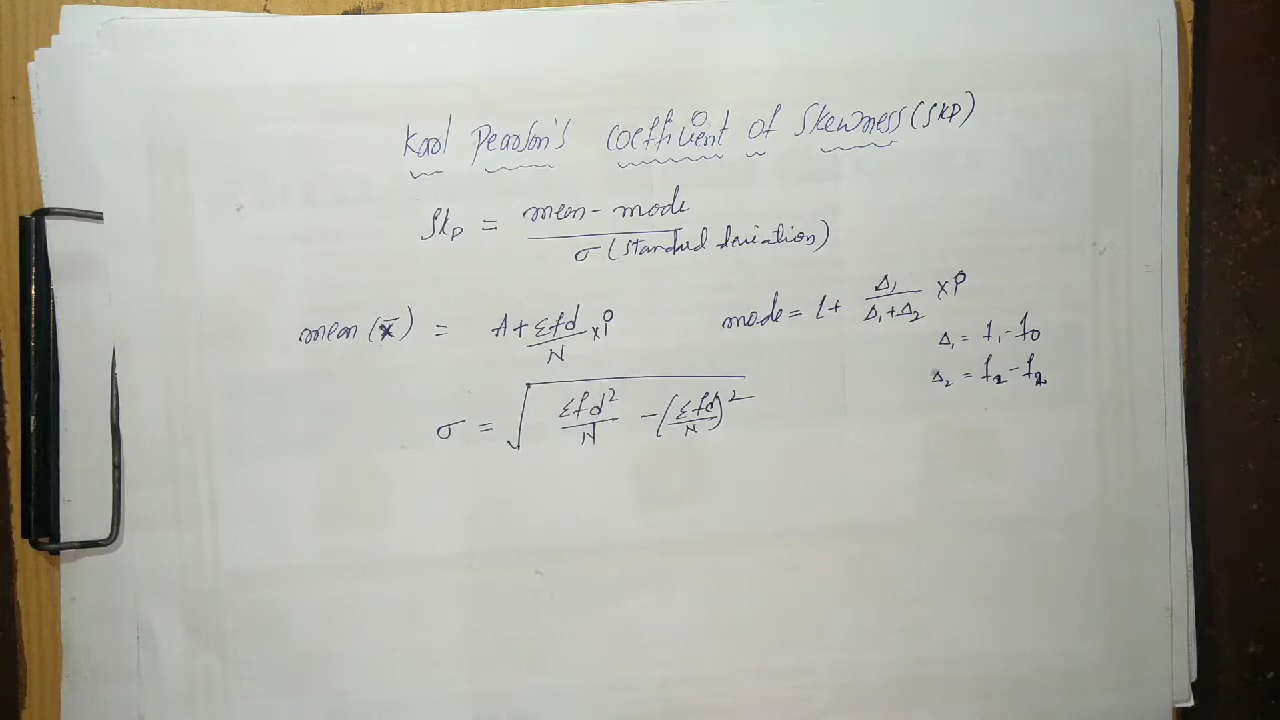 Karl Pearson's coefficient of Skewness (SKP)
Skp = mean - mode / σ (standard deviation)
mean (x̄) = A + Σfd / N × i
mode = l + Δ₁ / Δ₁+Δ₂ × i
Δ₁ = f₁ - f₀
Δ₂ = f₂ - f₂
σ = √ Σfd² / N - (Σfd / N)²